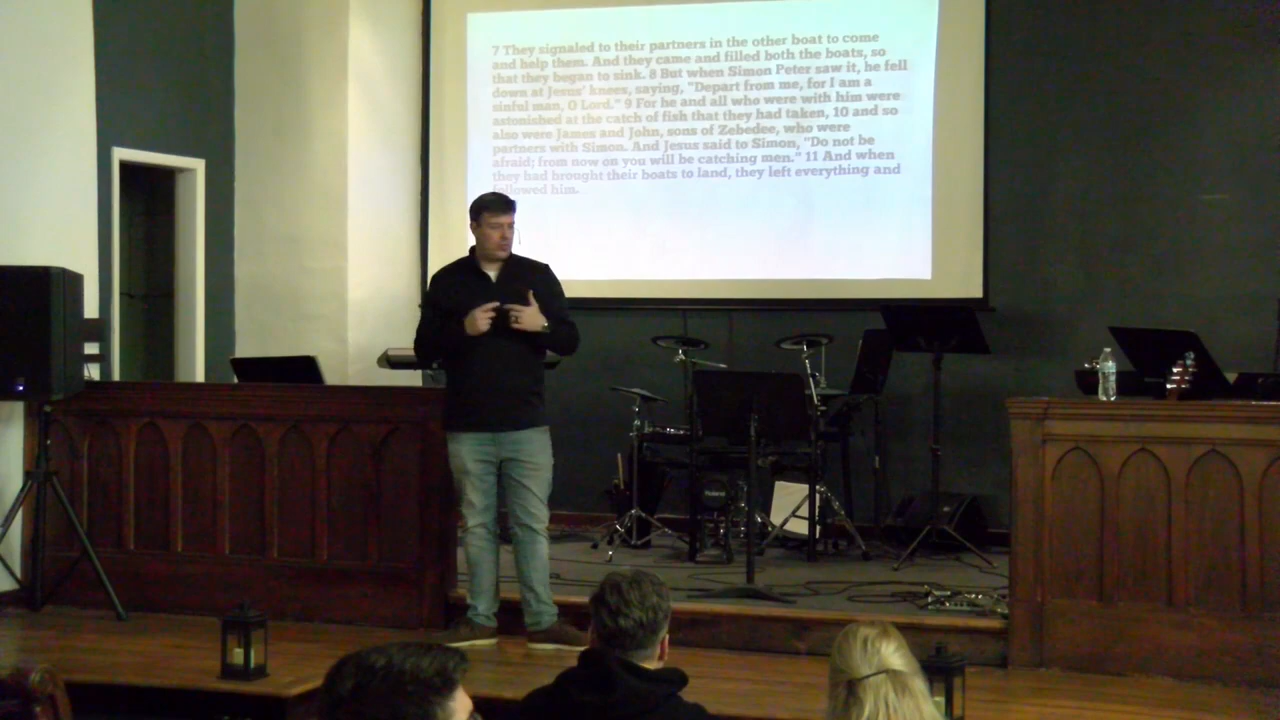 7 They signaled to their partners in the other boat to come
and help them. And they came and filled both the boats, so
that they began to sink. 8 But when Simon Peter saw it, he fell
down at Jesus' knees, saying, "Depart from me, for I am a
sinful man, O Lord." 9 For he and all who were with him were
astonished at the catch of fish that they had taken, 10 and so
also were James and John, sons of Zebedee, who were
partners with Simon. And Jesus said to Simon, "Do not be
afraid; from now on you will be catching men." 11 And when
they had brought their boats to land, they left everything and
followed him.
Roland